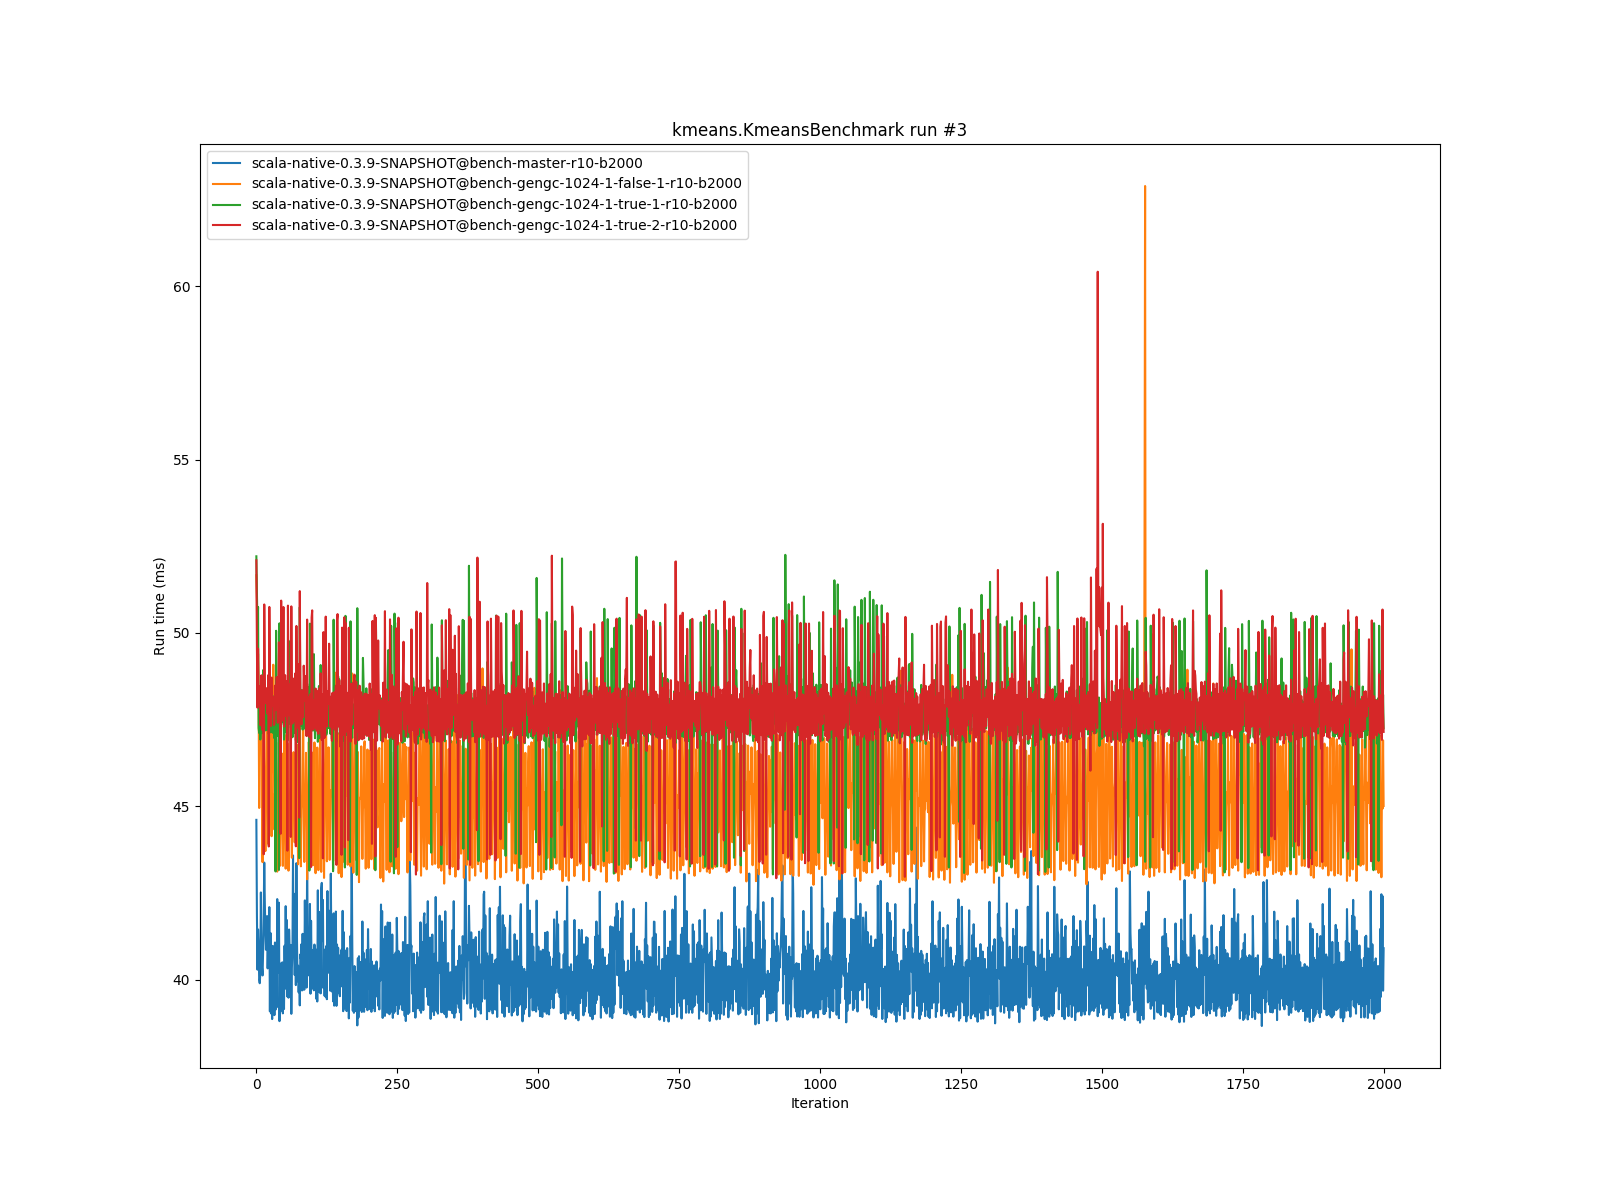 kmeans.KmeansBenchmark run #3
scala-native-0.3.9-SNAPSHOT@bench-master-r10-b2000
scala-native-0.3.9-SNAPSHOT@bench-gengc-1024-1-false-1-r10-b2000
scala-native-0.3.9-SNAPSHOT@bench-gengc-1024-1-true-1-r10-b2000
scala-native-0.3.9-SNAPSHOT@bench-gengc-1024-1-true-2-r10-b2000
60
55
50
45
40
Run time (ms)
0 250 500 750 1000 1250 1500 1750 2000
Iteration